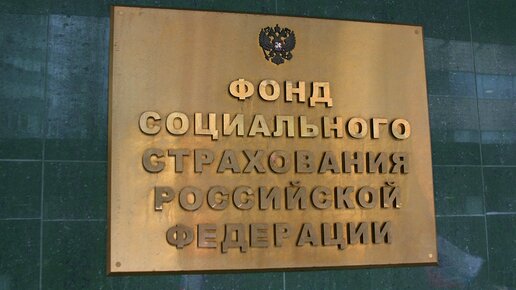 ФОНД
СОЦИАЛЬНОГО
СТРАХОВАНИЯ
РОССИЙСКОЙ
ФЕДЕРАЦИИ